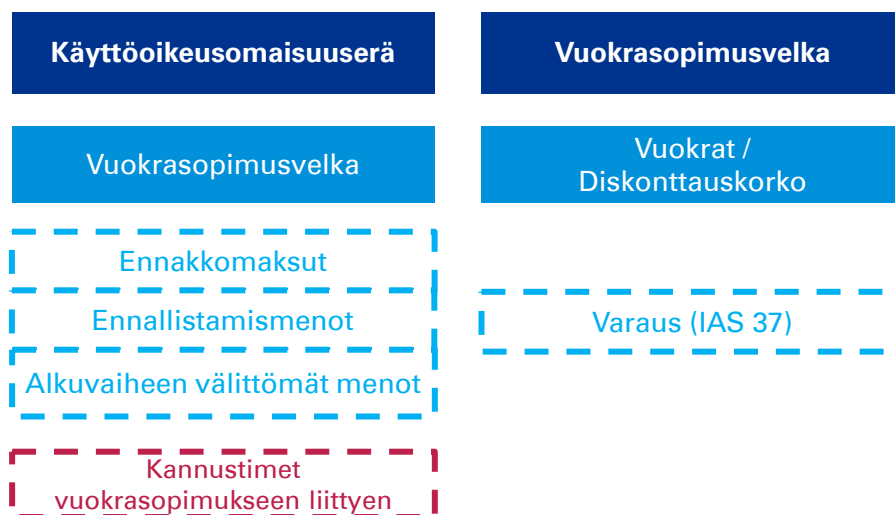 Käyttöoikeusomaisuuserä
Vuokrasopimusvelka
Vuokrasopimusvelka
Vuokrat /
Diskonttauskorko
Ennakkomaksut
Ennallistamismenot
Varaus (IAS 37)
Alkuvaiheen välittömät menot
Kannustimet
vuokrasopimukseen liittyen